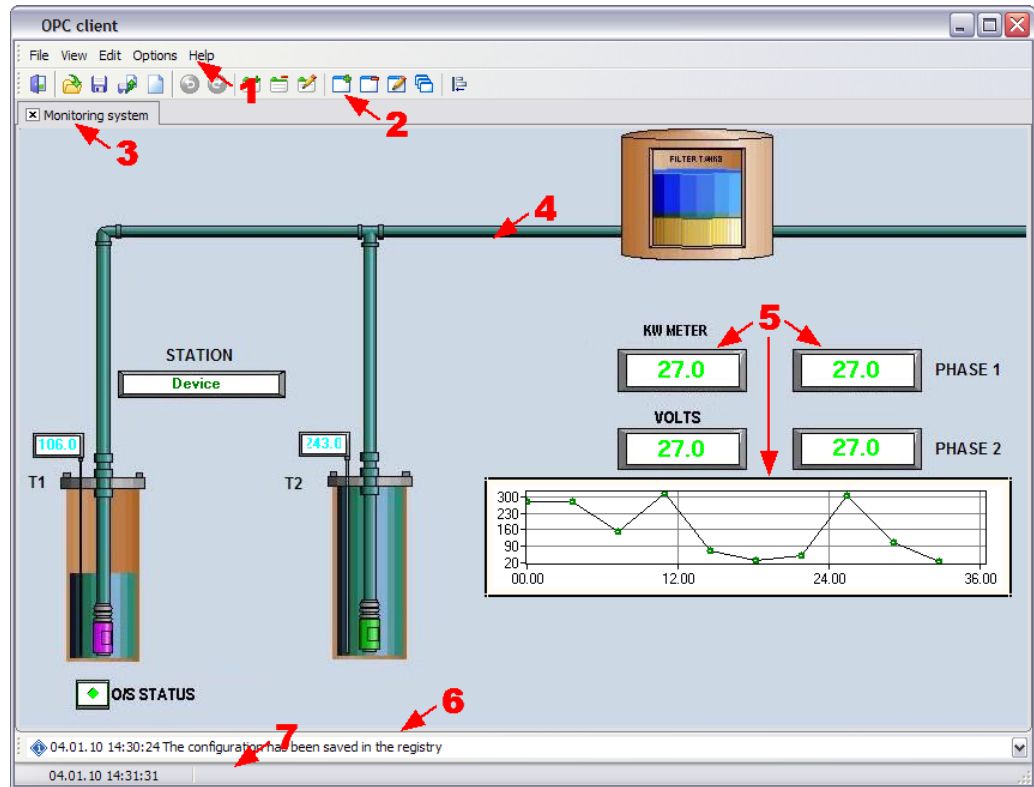 OPC client
File View Edit Options Help
1
2
Monitoring system
3
FILTER TANKS
4
5
KW METER
STATION
27.0 27.0 PHASE 1
Device
VOLTS
106.0 243.0 27.0 27.0 PHASE 2
T1 T2
300
230
160
90
20
00.00 12.00 24.00 36.00
O/S STATUS
6
04.01.10 14:30:24 The configuration has been saved in the registry
7
04.01.10 14:31:31